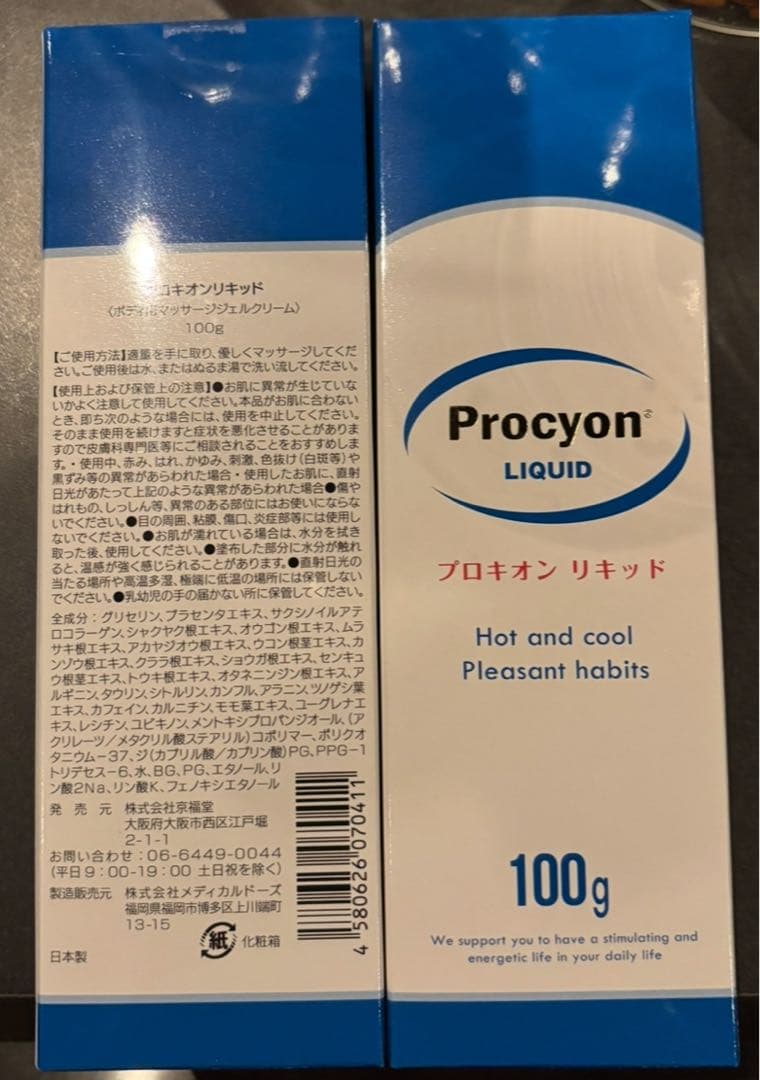 ロキオンリキッド
〈ボディ用マッサージジェルクリーム〉
100g
【ご使用方法】適量を手に取り、優しくマッサージしてくだ
さい。ご使用後は水、またはぬるま湯で洗い流してください。
【使用上および保管上の注意】●お肌に異常が生じていな
いかよく注意して使用してください。本品がお肌に合わない
とき、即ち次のような場合には、使用を中止してください。
そのまま使用を続けますと症状を悪化させることがありま
すので皮膚科専門医等にご相談されることをおすすめしま
す。・使用中、赤み、はれ、かゆみ、刺激、色抜け(白斑等)や
黒ずみ等の異常があらわれた場合・使用したお肌に、直射
日光があたって上記のような異常があらわれた場合●傷や
はれもの、しっしん等、異常のある部位にはお使いにならな
いでください。●目の周囲、粘膜、傷口、炎症部等には使用し
ないでください。●お肌が濡れている場合は、水分を拭き
取った後、使用してください。●塗布した部分に水分が触れ
ると、温感が強く感じられることがあります。●直射日光の
当たる場所や高温多湿、極端に低温の場所には保管しない
でください。●乳幼児の手の届かない所に保管してください。
全成分：グリセリン、プラセンタエキス、サクシノイルアテ
ロコラーゲン、シャクヤク根エキス、オウゴン根エキス、ムラ
サキ根エキス、アカヤジオウ根エキス、ウコン根茎エキス、カ
ンゾウ根エキス、クララ根エキス、ショウガ根エキス、センキュ
ウ根茎エキス、トウキ根エキス、オタネニンジン根エキス、ア
ルギニン、タウリン、シトルリン、カンフル、アラニン、ツノゲシ葉
エキス、カフェイン、カルニチン、モモ葉エキス、ユーグレナエ
キス、レシチン、ユビキノン、メントキシプロパンジオール、(ア
クリレーツ/メタクリル酸ステアリル)コポリマー、ポリクオ
タニウム-37、ジ(カプリル酸/カプリン酸)PG、PPG-1
トリデセス-6、水、BG、PG、エタノール、リ
ン酸2Na、リン酸K、フェノキシエタノール
発売元 株式会社京福堂
大阪府大阪市西区江戸堀
2-1-1
お問い合わせ：06-6449-0044
(平日9：00-19：00 土日祝を除く)
製造販売元 株式会社メディカルドーズ
福岡県福岡市博多区上川端町
13-15
紙 化粧箱
日本製
4 580626 070411
Procyon®
LIQUID
プロキオン リキッド
Hot and cool
Pleasant habits
100g
We support you to have a stimulating and
energetic life in your daily life